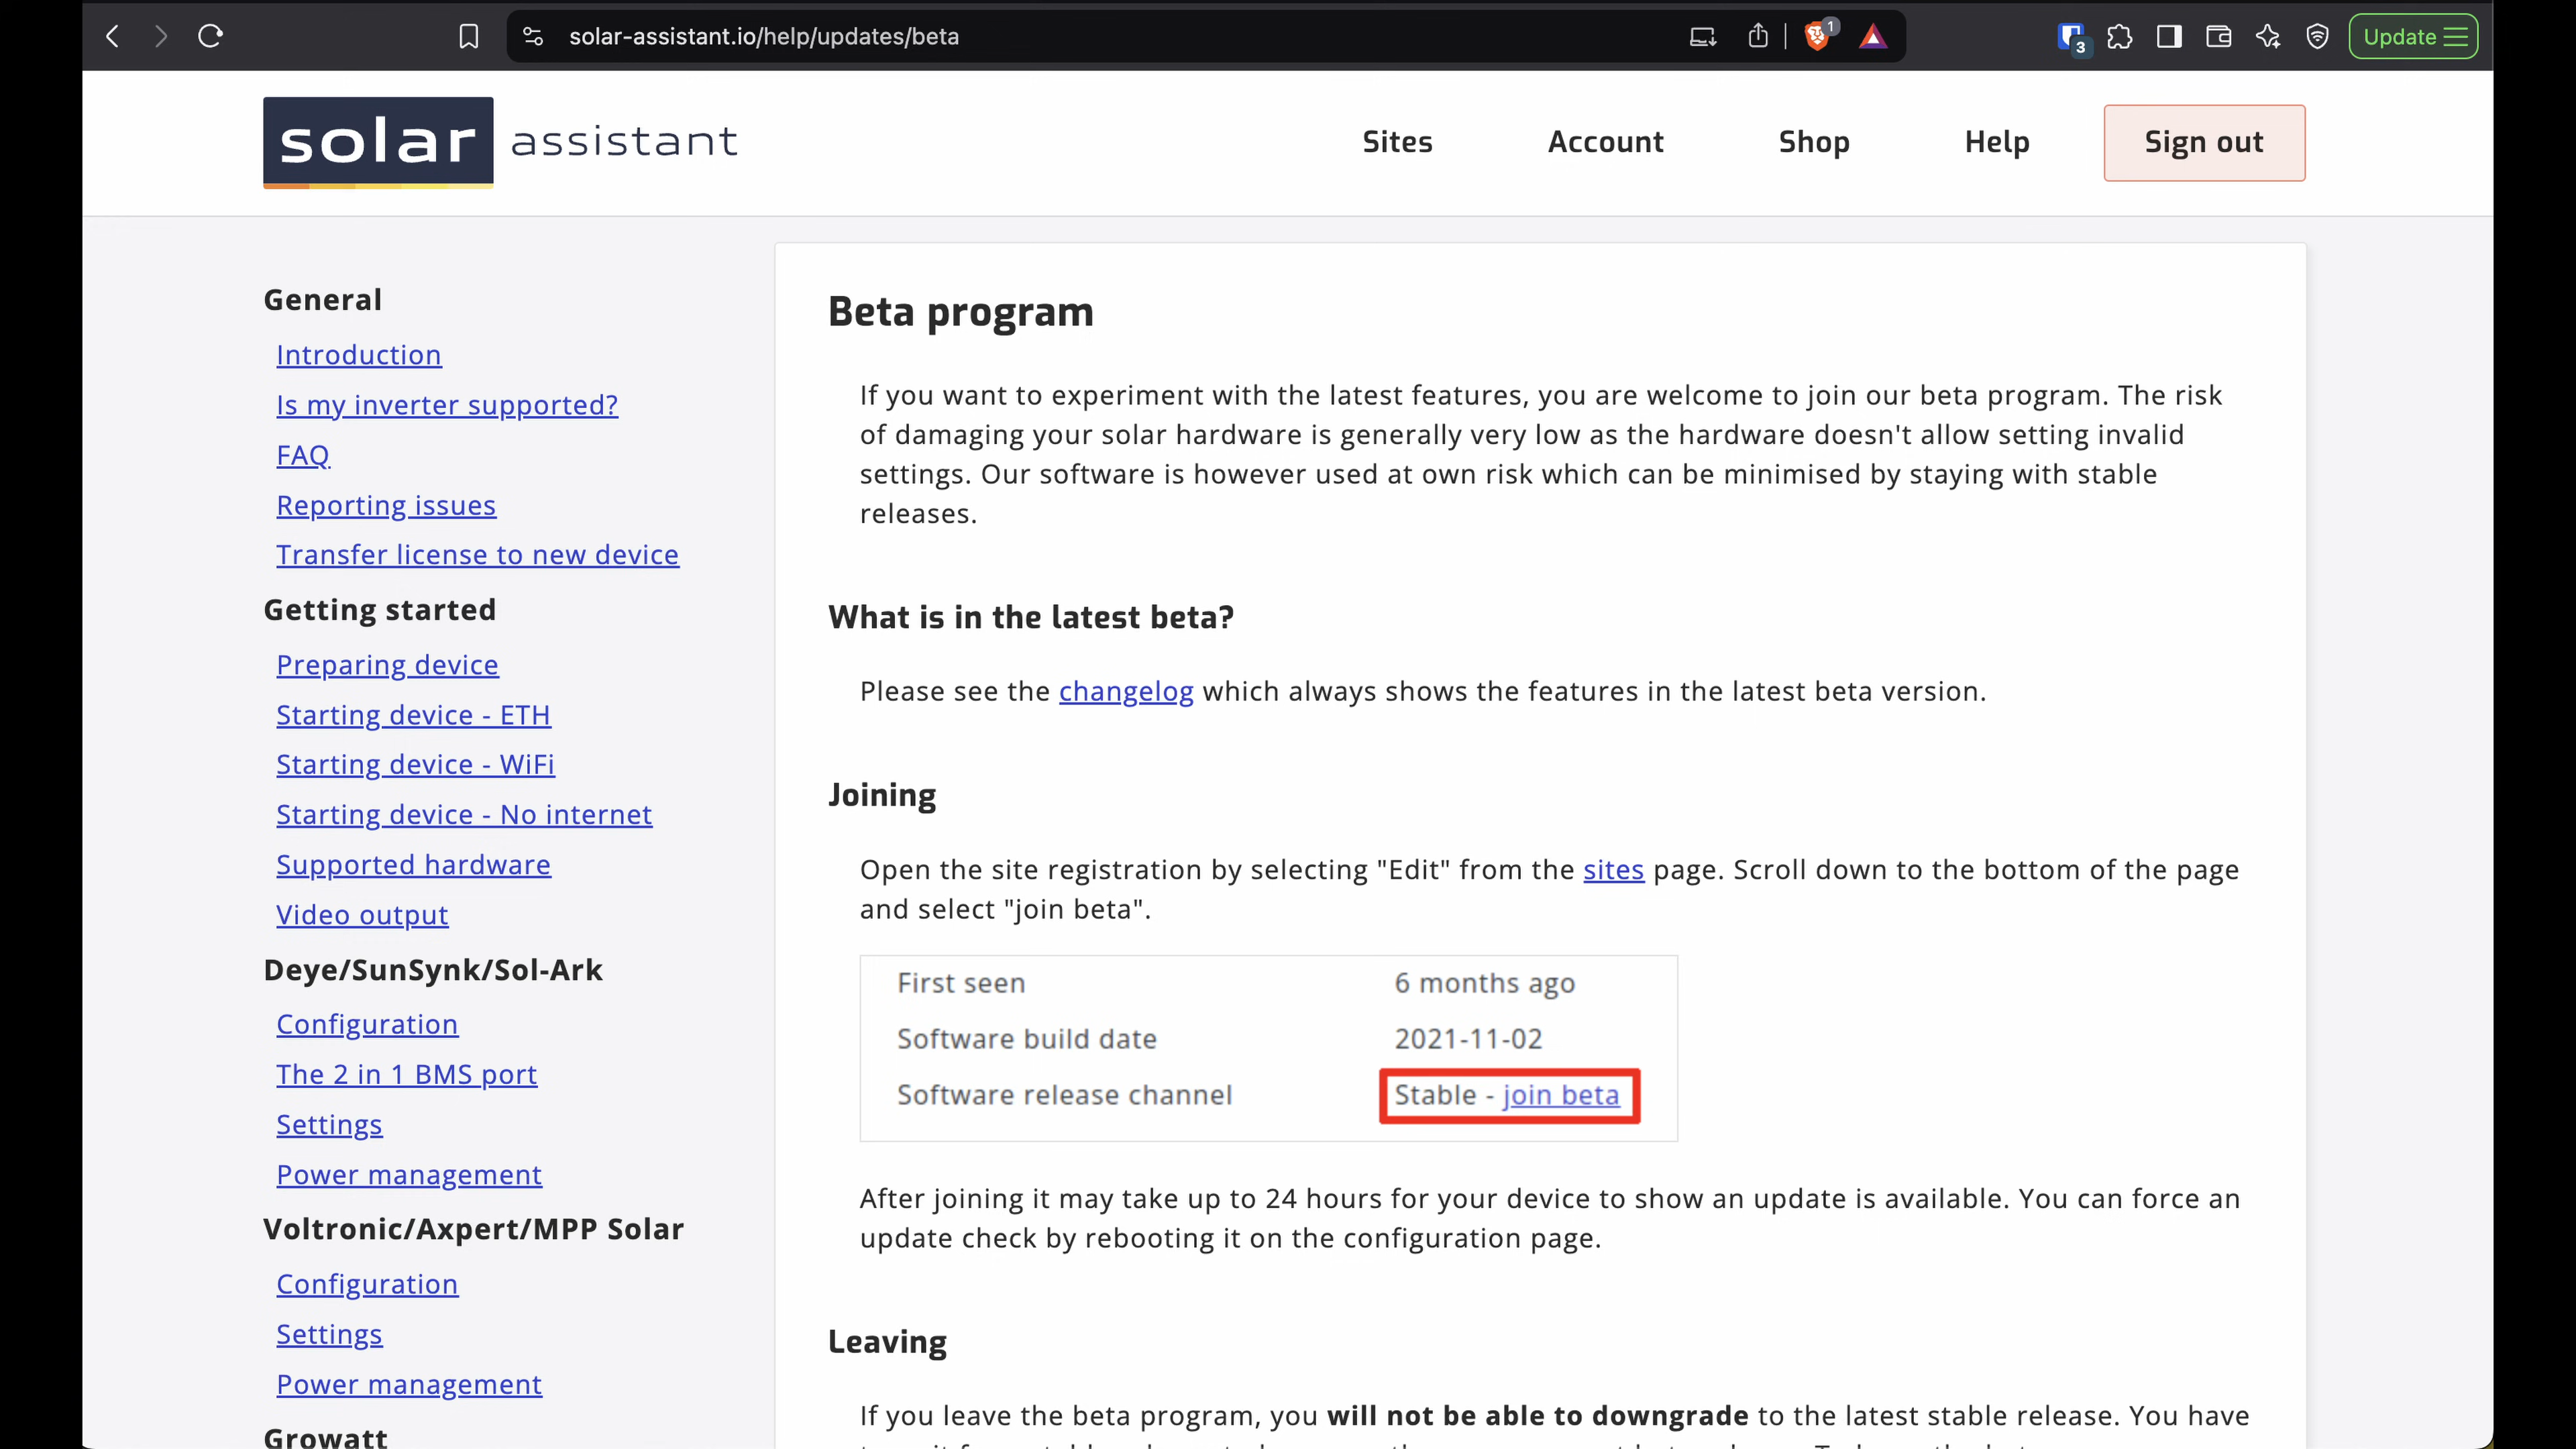 solar-assistant.io/help/updates/beta
1
3
Update
solar assistant
Sites
Account
Shop
Help
Sign out
General
Introduction
Is my inverter supported?
FAQ
Reporting issues
Transfer license to new device
Getting started
Preparing device
Starting device - ETH
Starting device - WiFi
Starting device - No internet
Supported hardware
Video output
Deye/SunSynk/Sol-Ark
Configuration
The 2 in 1 BMS port
Settings
Power management
Voltronic/Axpert/MPP Solar
Configuration
Settings
Power management
Growatt
Beta program
If you want to experiment with the latest features, you are welcome to join our beta program. The risk
of damaging your solar hardware is generally very low as the hardware doesn't allow setting invalid
settings. Our software is however used at own risk which can be minimised by staying with stable
releases.
What is in the latest beta?
Please see the changelog which always shows the features in the latest beta version.
Joining
Open the site registration by selecting "Edit" from the sites page. Scroll down to the bottom of the page
and select "join beta".
First seen 6 months ago
Software build date 2021-11-02
Software release channel Stable - join beta
After joining it may take up to 24 hours for your device to show an update is available. You can force an
update check by rebooting it on the configuration page.
Leaving
If you leave the beta program, you will not be able to downgrade to the latest stable release. You have